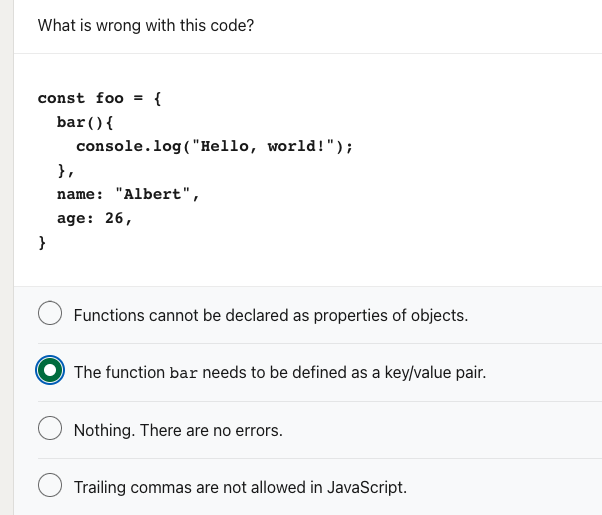 What is wrong with this code?
const foo = {
  bar(){
    console.log("Hello, world!");
  },
  name: "Albert",
  age: 26,
}
Functions cannot be declared as properties of objects.
The function bar needs to be defined as a key/value pair.
Nothing. There are no errors.
Trailing commas are not allowed in JavaScript.